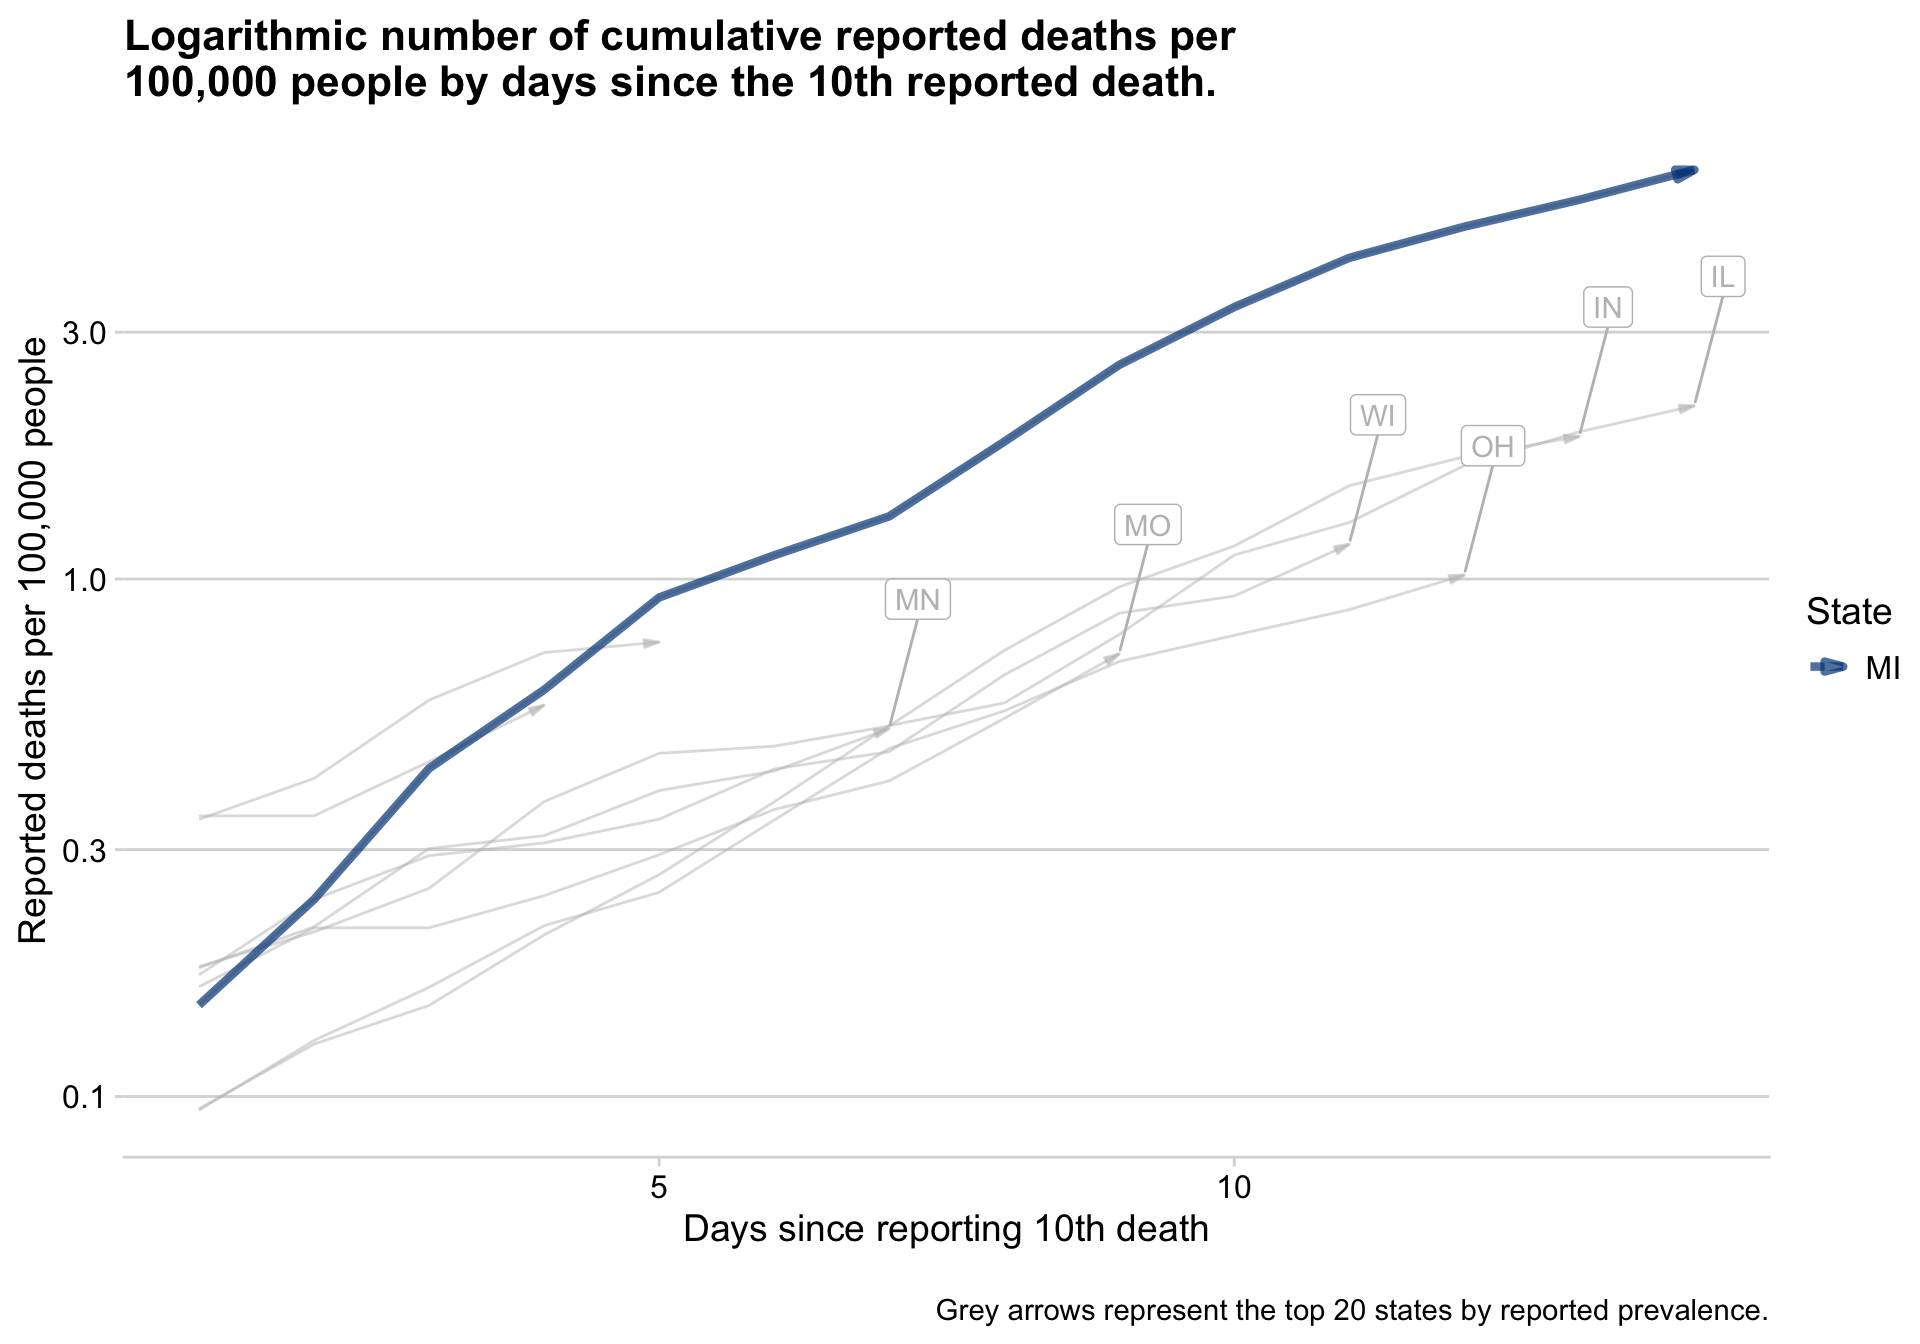 Logarithmic number of cumulative reported deaths per
100,000 people by days since the 10th reported death.
Reported deaths per 100,000 people
3.0
1.0
0.3
0.1
IL
IN
WI
OH
MO
MN
State
MI
5
10
Days since reporting 10th death
Grey arrows represent the top 20 states by reported prevalence.